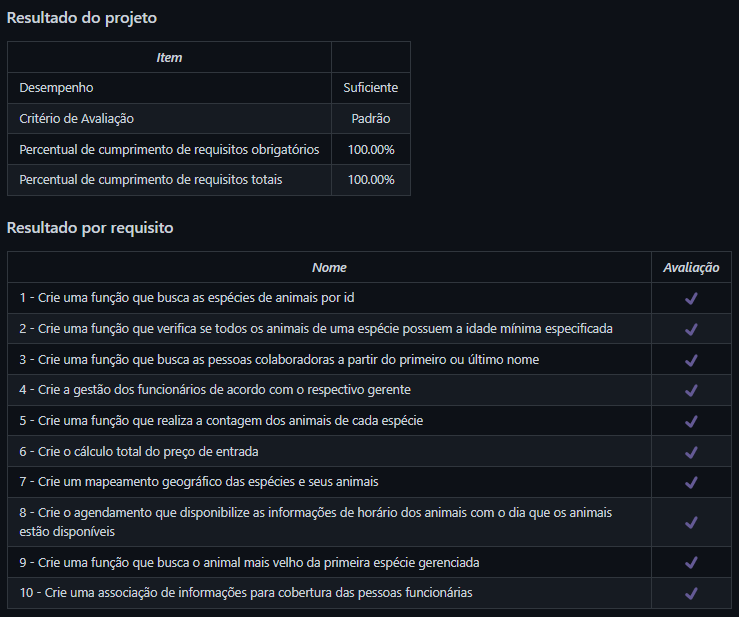 Resultado do projeto
Item
Desempenho Suficiente
Critério de Avaliação Padrão
Percentual de cumprimento de requisitos obrigatórios 100.00%
Percentual de cumprimento de requisitos totais 100.00%
Resultado por requisito
Nome Avaliação
1 - Crie uma função que busca as espécies de animais por id ✔
2 - Crie uma função que verifica se todos os animais de uma espécie possuem a idade mínima especificada ✔
3 - Crie uma função que busca as pessoas colaboradoras a partir do primeiro ou último nome ✔
4 - Crie a gestão dos funcionários de acordo com o respectivo gerente ✔
5 - Crie uma função que realiza a contagem dos animais de cada espécie ✔
6 - Crie o cálculo total do preço de entrada ✔
7 - Crie um mapeamento geográfico das espécies e seus animais ✔
8 - Crie o agendamento que disponibilize as informações de horário dos animais com o dia que os animais
estão disponíveis ✔
9 - Crie uma função que busca o animal mais velho da primeira espécie gerenciada ✔
10 - Crie uma associação de informações para cobertura das pessoas funcionárias ✔